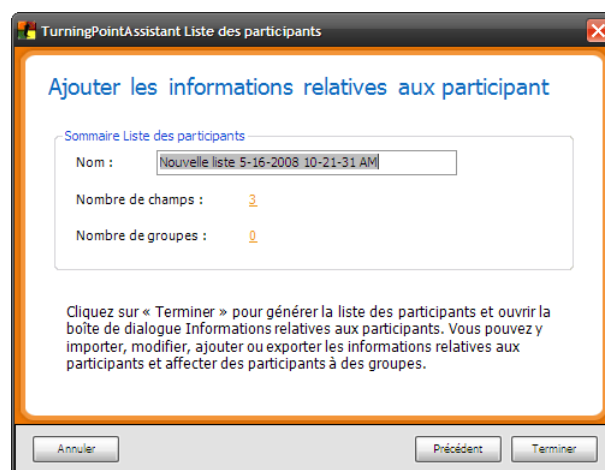 TurningPointAssistant Liste des participants
Ajouter les informations relatives aux participant
Sommaire Liste des participants
Nom : Nouvelle liste 5-16-2008 10-21-31 AM
Nombre de champs : 3
Nombre de groupes : 0
Cliquez sur « Terminer » pour générer la liste des participants et ouvrir la
boîte de dialogue Informations relatives aux participants. Vous pouvez y
importer, modifier, ajouter ou exporter les informations relatives aux
participants et affecter des participants à des groupes.
Annuler Précédent Terminer